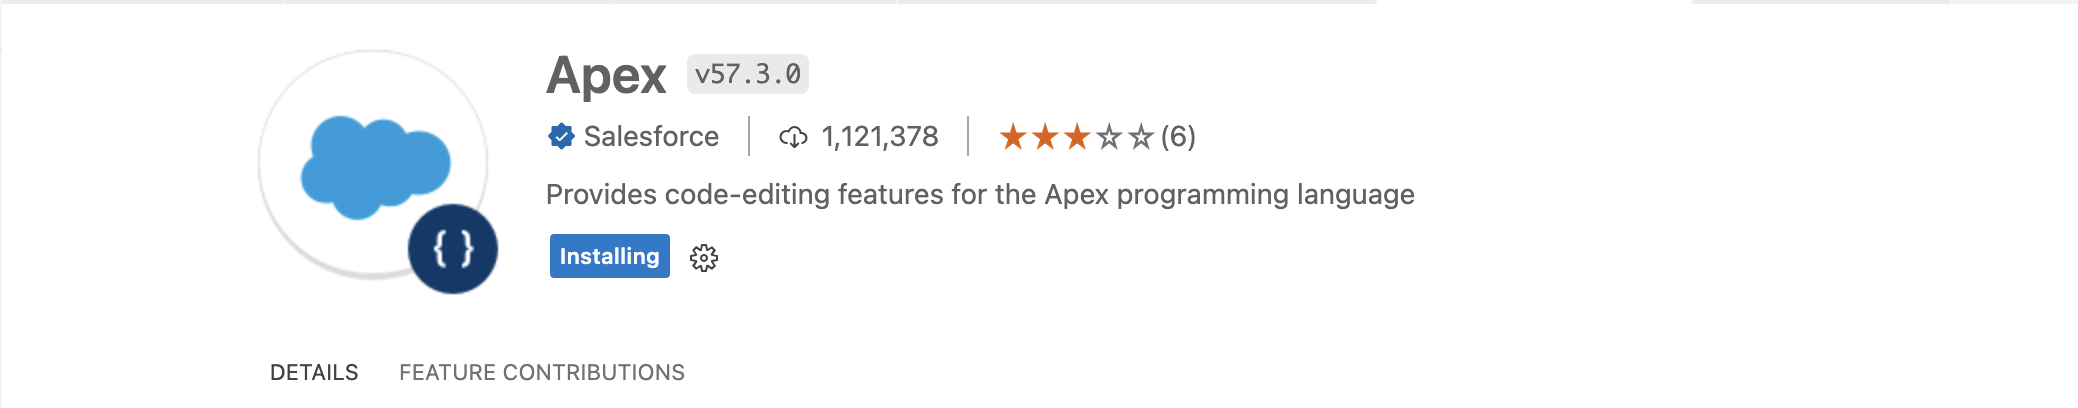 Apex v57.3.0
Salesforce 1,121,378 (6)
Provides code-editing features for the Apex programming language
Installing
DETAILS FEATURE CONTRIBUTIONS